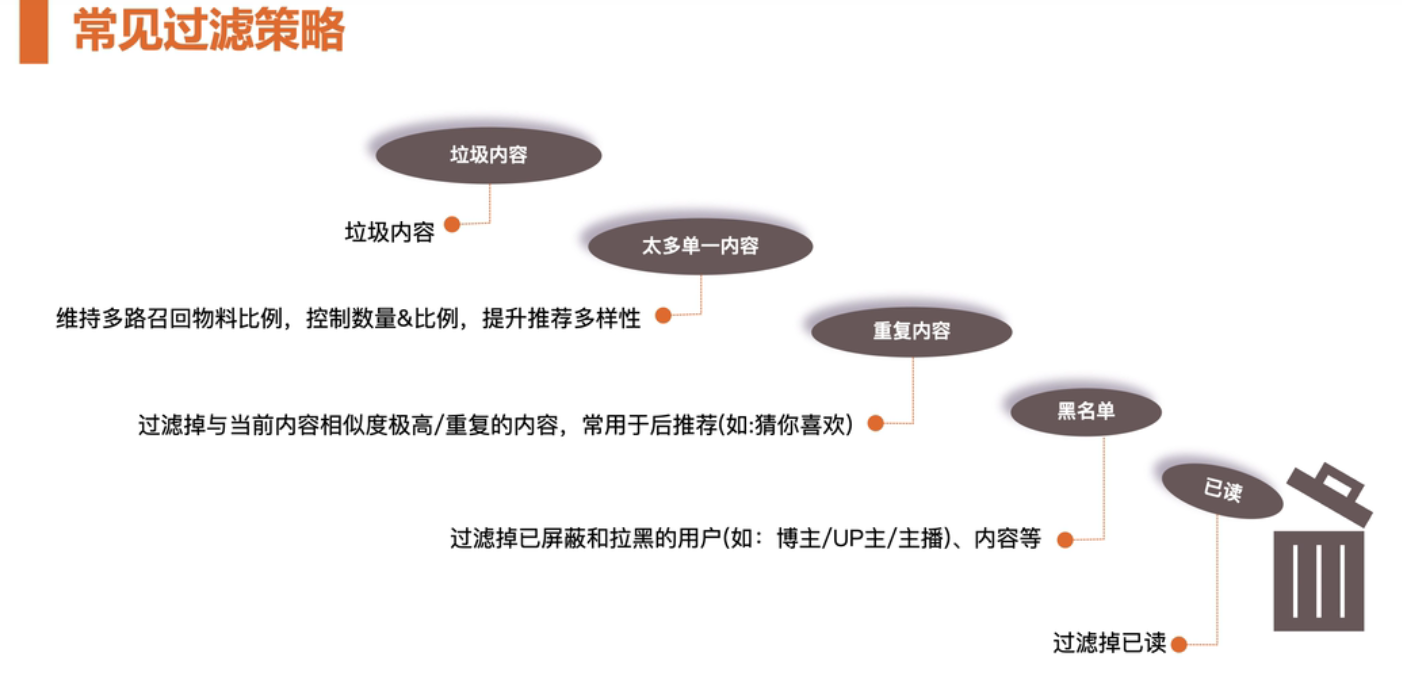 常见过滤策略
垃圾内容
垃圾内容
太多单一内容
维持多路召回物料比例，控制数量&比例，提升推荐多样性
重复内容
过滤掉与当前内容相似度极高/重复的内容，常用于后推荐(如:猜你喜欢)
黑名单
过滤掉已屏蔽和拉黑的用户(如：博主/UP主/主播)、内容等
已读
过滤掉已读